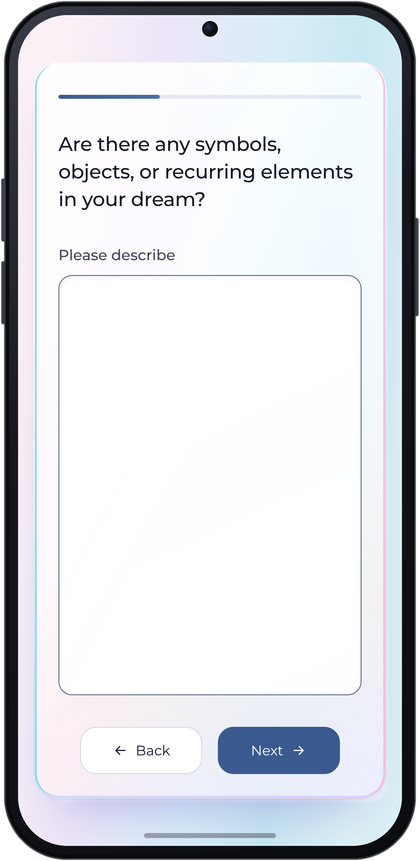 Are there any symbols,
objects, or recurring elements
in your dream?
Please describe
← Back
Next →